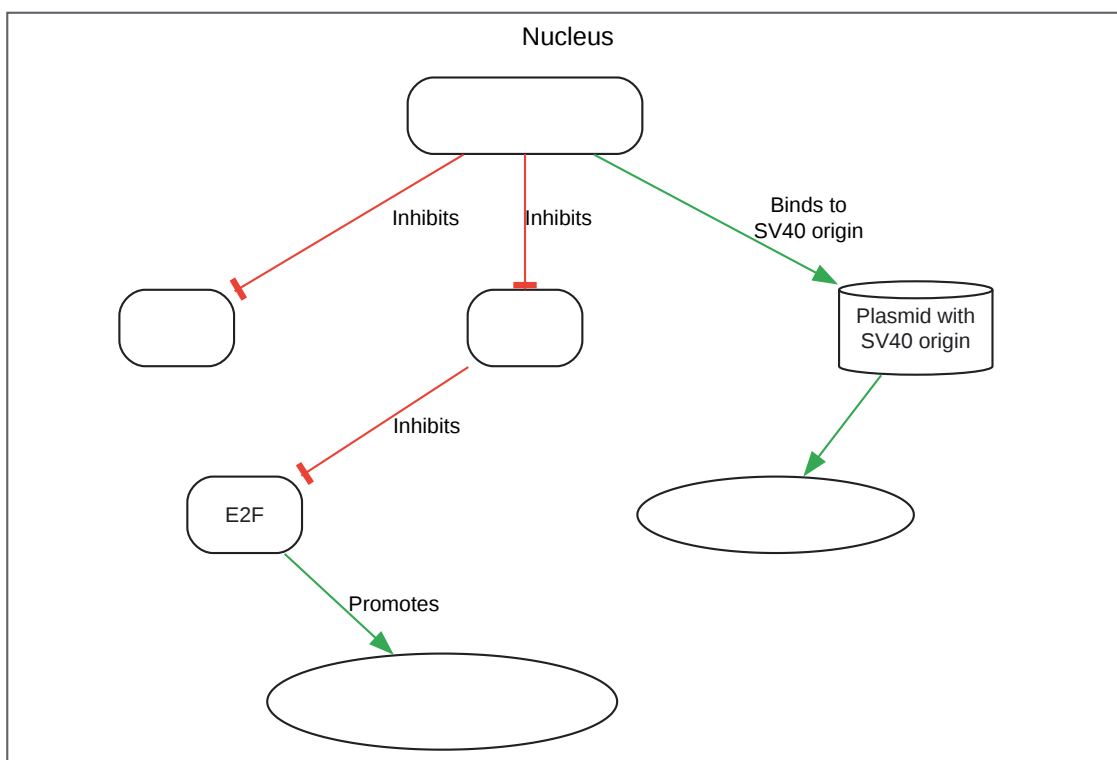 Nucleus
Inhibits
Inhibits
Binds to
SV40 origin
Plasmid with
SV40 origin
Inhibits
E2F
Promotes